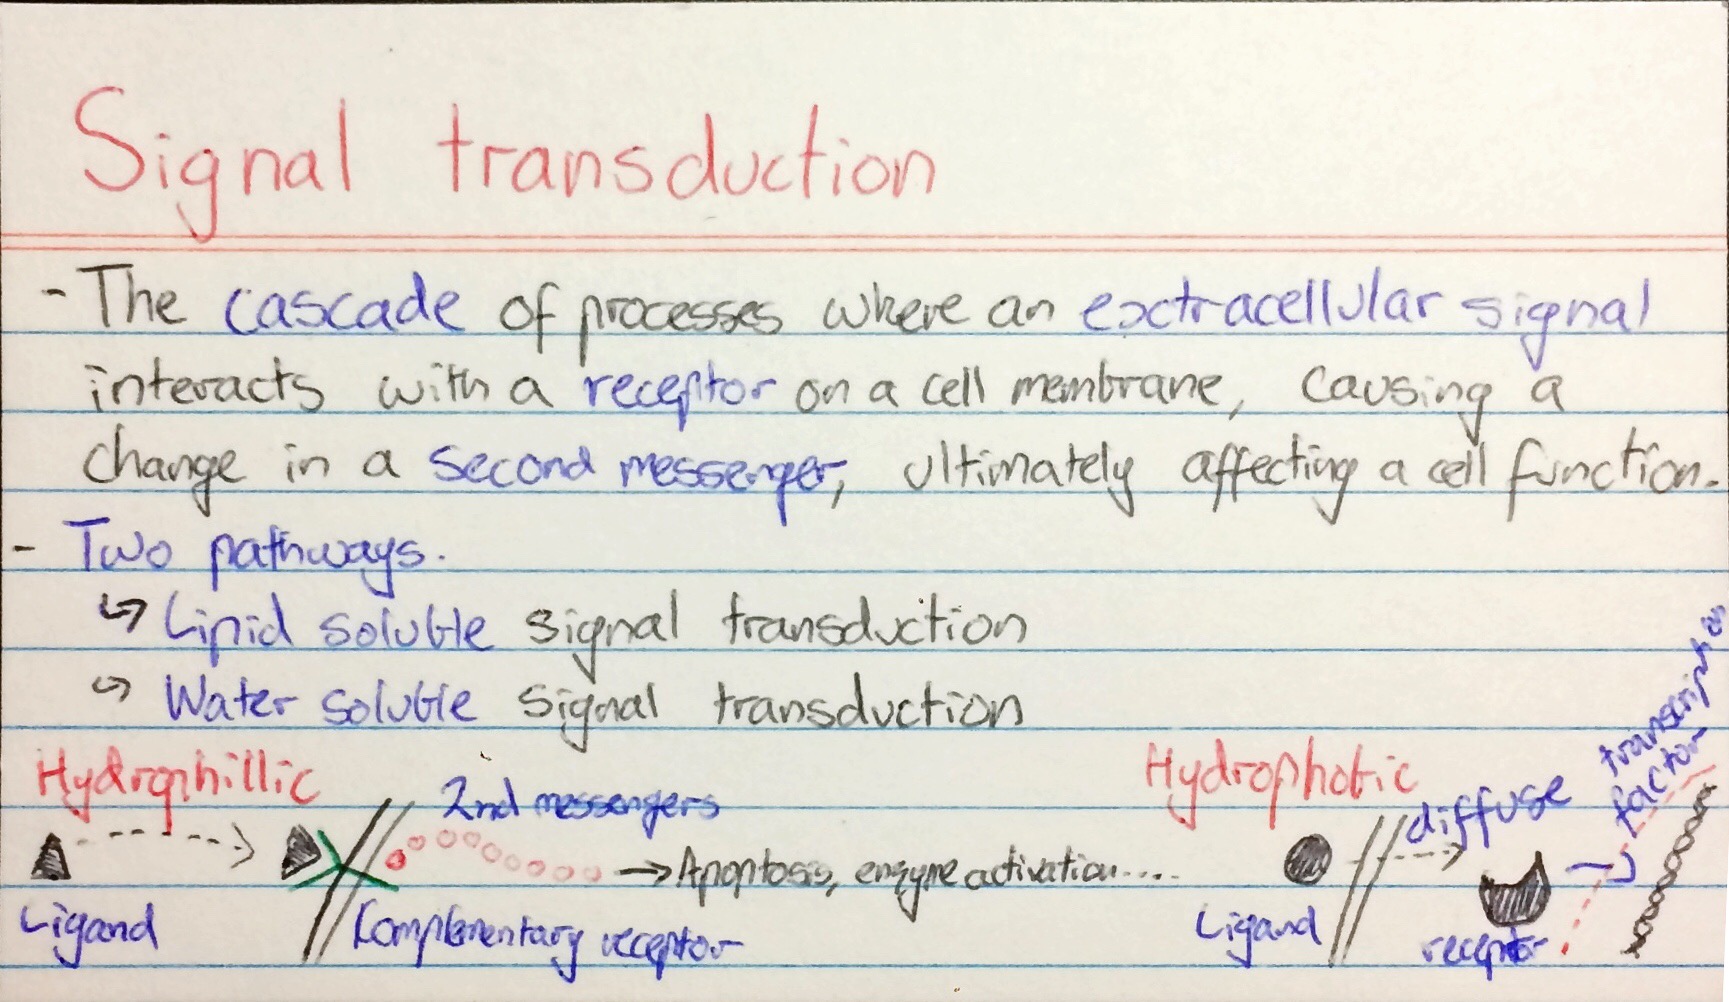 Signal transduction
- The cascade of processes where an extracellular signal
interacts with a receptor on a cell membrane, causing a
change in a second messenger, ultimately affecting a cell function.
- Two pathways.
↳ Lipid soluble signal transduction
↳ Water soluble signal transduction
Hydrophillic
2nd messengers
→ Apoptosis, enzyme activation....
Ligand
Complementary receptor
Hydrophobic
diffuse
transcription
factor
Ligand
receptor